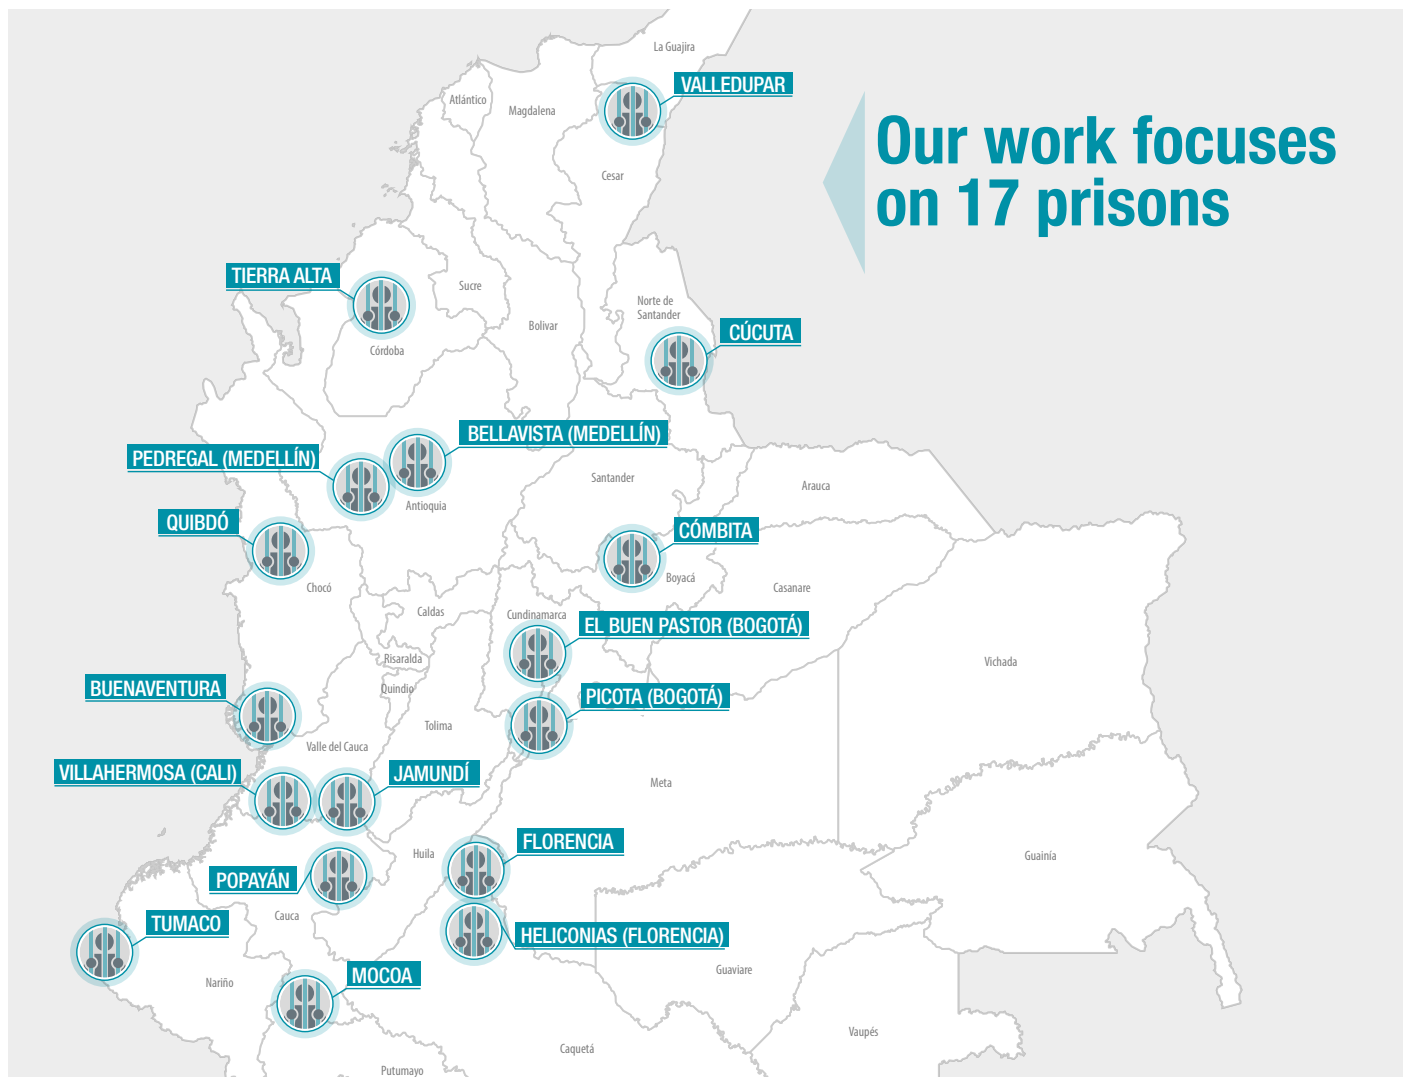 La Guajira
VALLEDUPAR
Atlántico
Magdalena
Our work focuses
on 17 prisons
Cesar
TIERRA ALTA
Sucre
Norte de
Santander
Bolivar
CÚCUTA
Córdoba
BELLAVISTA (MEDELLÍN)
PEDREGAL (MEDELLÍN)
Santander
Arauca
Antioquia
QUIBDÓ
CÓMBITA
Boyacá
Chocó
Casanare
Caldas
Cundinamarca
EL BUEN PASTOR (BOGOTÁ)
Risaralda
Vichada
BUENAVENTURA
Quindio
PICOTA (BOGOTÁ)
Tolima
Valle del Cauca
VILLAHERMOSA (CALI)
JAMUNDÍ
Meta
FLORENCIA
Huila
Guainía
POPAYÁN
Cauca
TUMACO
HELICONIAS (FLORENCIA)
Guaviare
MOCOA
Nariño
Vaupés
Caquetá
Putumayo